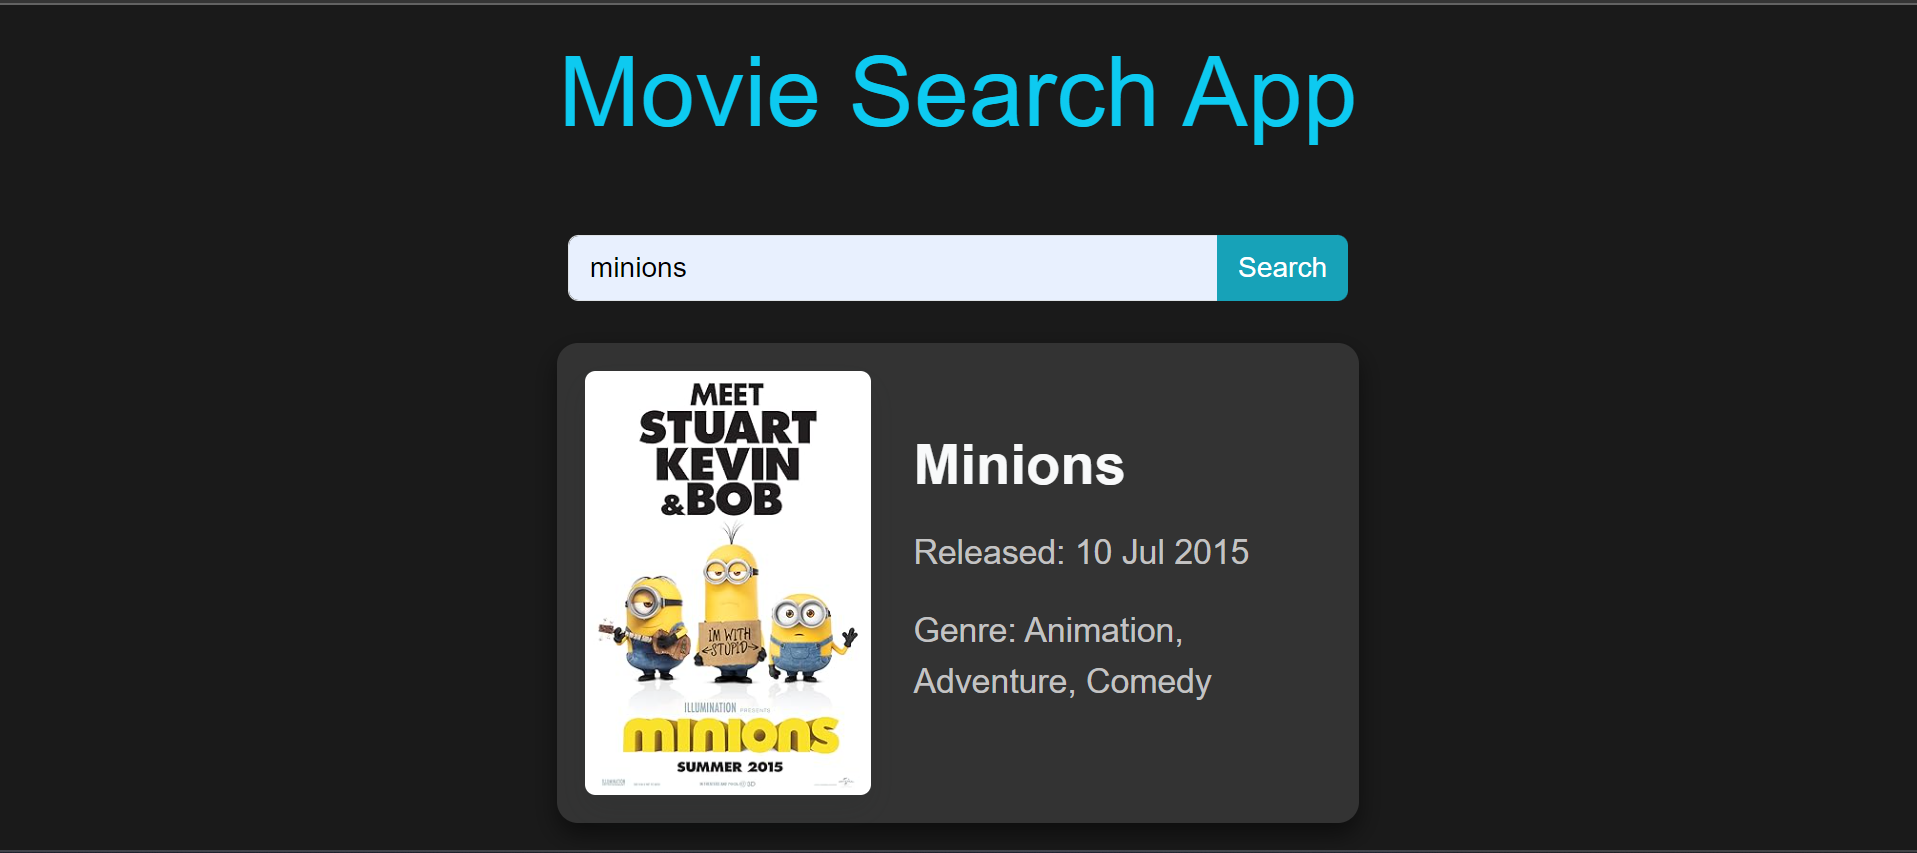 Movie Search App
minions
Search
MEET
STUART
KEVIN
&BOB
I'M WITH
STUPID
ILLUMINATION PRESENTS
minions
SUMMER 2015
Minions
Released: 10 Jul 2015
Genre: Animation,
Adventure, Comedy